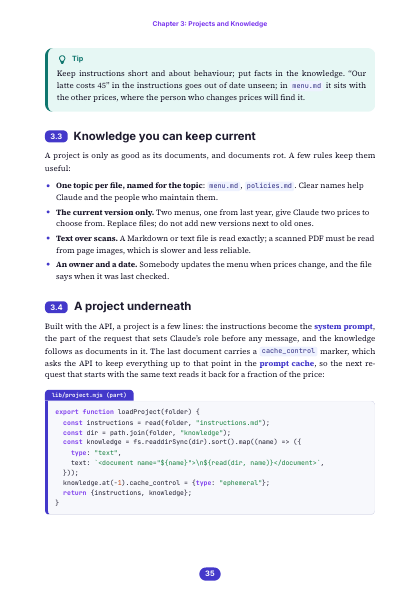 Chapter 3: Projects and Knowledge
Tip
Keep instructions short and about behaviour; put facts in the knowledge. “Our
latte costs 45” in the instructions goes out of date unseen; in menu.md it sits with
the other prices, where the person who changes prices will find it.
3.3 Knowledge you can keep current
A project is only as good as its documents, and documents rot. A few rules keep them
useful:
• One topic per file, named for the topic: menu.md, policies.md. Clear names help
Claude and the people who maintain them.
• The current version only. Two menus, one from last year, give Claude two prices to
choose from. Replace files; do not add new versions next to old ones.
• Text over scans. A Markdown or text file is read exactly; a scanned PDF must be read
from page images, which is slower and less reliable.
• An owner and a date. Somebody updates the menu when prices change, and the file
says when it was last checked.
3.4 A project underneath
Built with the API, a project is a few lines: the instructions become the system prompt,
the part of the request that sets Claude’s role before any message, and the knowledge
follows as documents in it. The last document carries a cache_control marker, which
asks the API to keep everything up to that point in the prompt cache, so the next re-
quest that starts with the same text reads it back for a fraction of the price:
lib/project.mjs (part)
export function loadProject(folder) {
  const instructions = read(folder, "instructions.md");
  const dir = path.join(folder, "knowledge");
  const knowledge = fs.readdirSync(dir).sort().map((name) => ({
    type: "text",
    text: `<document name="${name}">\n${read(dir, name)}</document>`,
  }));
  knowledge.at(-1).cache_control = {type: "ephemeral"};
  return {instructions, knowledge};
}
35